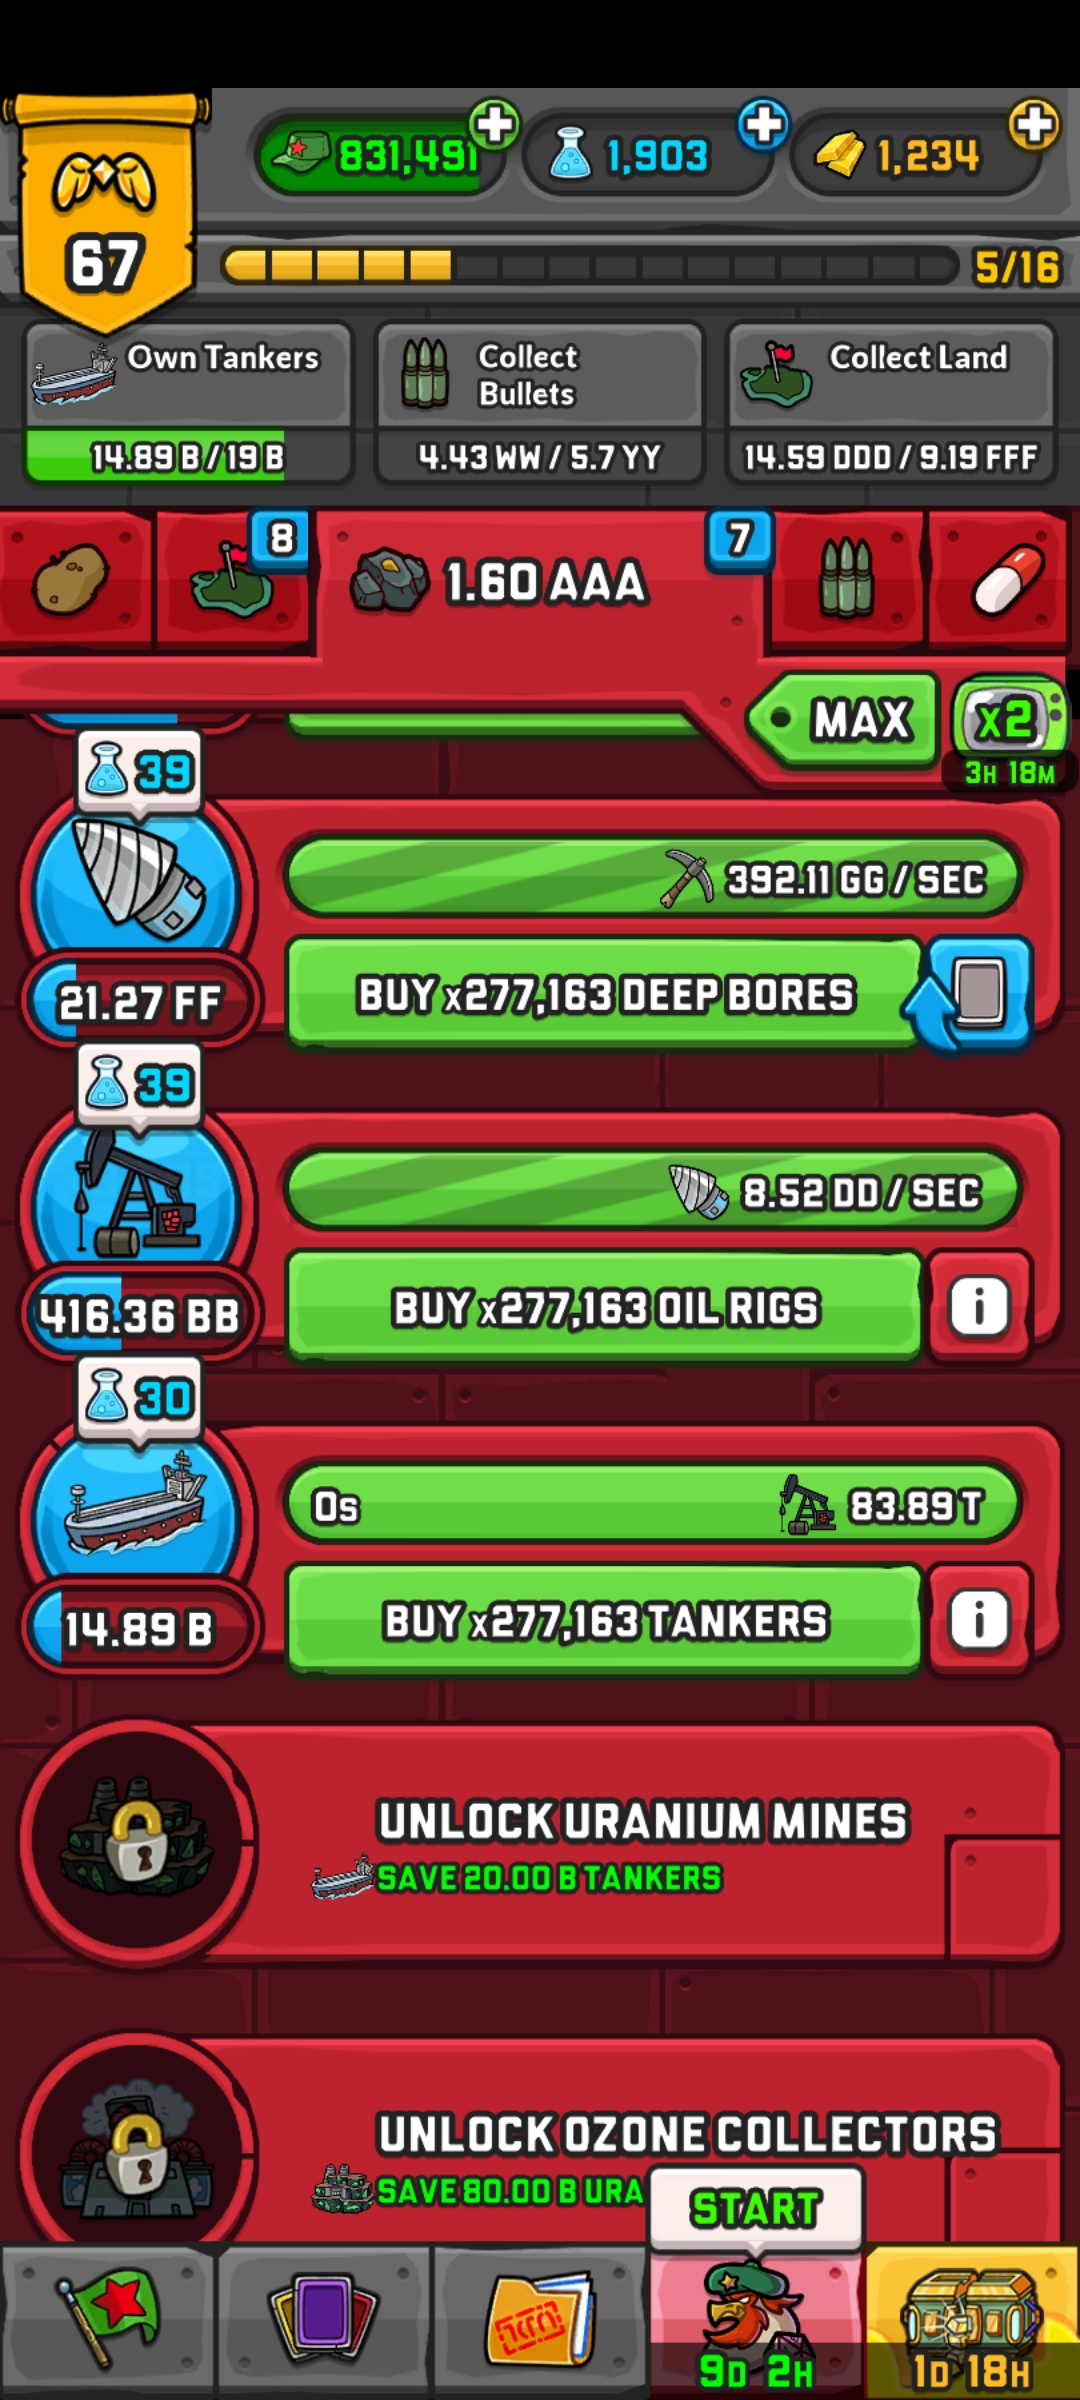 831,491
1,903
1,234
67
5/16
Own Tankers
14.89 B / 19 B
Collect
Bullets
4.43 WW / 5.7 YY
Collect Land
14.59 DDD / 9.19 FFF
8
1.60 AAA
7
MAX
x2
3H 18M
39
392.11 GG / SEC
21.27 FF
BUY x277,163 DEEP BORES
39
8.52 DD / SEC
416.36 BB
BUY x277,163 OIL RIGS
i
30
0s
83.89 T
14.89 B
BUY x277,163 TANKERS
i
UNLOCK URANIUM MINES
SAVE 20.00 B TANKERS
UNLOCK OZONE COLLECTORS
SAVE 80.00 B URA
START
9D 2H
1D 18H